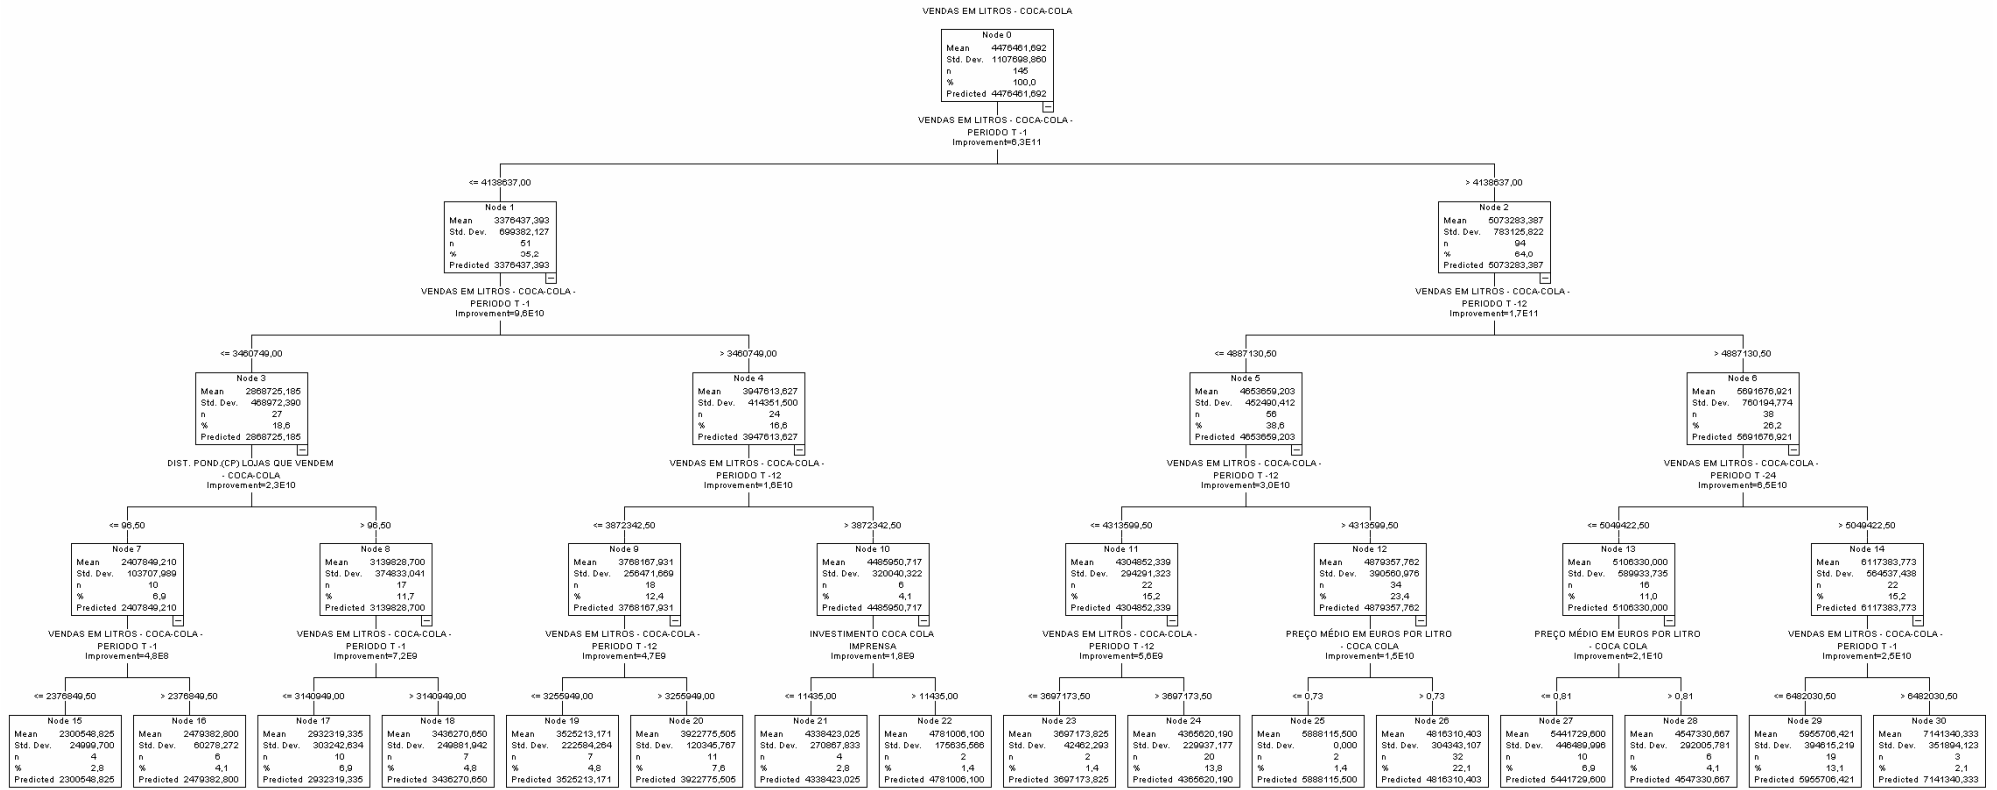 VENDAS EM LITROS - COCA-COLA
Node 0
Mean 4476461,692
Std. Dev. 1107698,860
n 145
% 100,0
Predicted 4476461,692
VENDAS EM LITROS - COCA-COLA -
PERIODO T -1
Improvement=6,3E11
<= 4138637,00
> 4138637,00
Node 1
Mean 3376437,393
Std. Dev. 699382,127
n 51
% 35,2
Predicted 3376437,393
VENDAS EM LITROS - COCA-COLA -
PERIODO T -1
Improvement=9,6E10
Node 2
Mean 5073283,387
Std. Dev. 783125,822
n 94
% 64,8
Predicted 5073283,387
VENDAS EM LITROS - COCA-COLA -
PERIODO T -12
Improvement=1,7E11
<= 3460749,00
> 3460749,00
<= 4887130,50
> 4887130,50
Node 3
Mean 2868725,185
Std. Dev. 468972,390
n 27
% 18,6
Predicted 2868725,185
DIST. POND.(CP) LOJAS QUE VENDEM
- COCA-COLA
Improvement=2,3E10
Node 4
Mean 3947613,627
Std. Dev. 414351,500
n 24
% 16,6
Predicted 3947613,627
VENDAS EM LITROS - COCA-COLA -
PERIODO T -12
Improvement=1,6E10
Node 5
Mean 4653659,203
Std. Dev. 452490,412
n 56
% 38,6
Predicted 4653659,203
VENDAS EM LITROS - COCA-COLA -
PERIODO T -12
Improvement=3,0E10
Node 6
Mean 5691676,921
Std. Dev. 760194,774
n 38
% 26,2
Predicted 5691676,921
VENDAS EM LITROS - COCA-COLA -
PERIODO T -24
Improvement=6,5E10
<= 96,50
> 96,50
<= 3872342,50
> 3872342,50
<= 4313599,50
> 4313599,50
<= 5049422,50
> 5049422,50
Node 7
Mean 2407849,210
Std. Dev. 103707,989
n 10
% 6,9
Predicted 2407849,210
VENDAS EM LITROS - COCA-COLA -
PERIODO T -1
Improvement=4,8E8
Node 8
Mean 3139828,700
Std. Dev. 374833,041
n 17
% 11,7
Predicted 3139828,700
VENDAS EM LITROS - COCA-COLA -
PERIODO T -1
Improvement=7,2E9
Node 9
Mean 3768167,931
Std. Dev. 256471,669
n 18
% 12,4
Predicted 3768167,931
VENDAS EM LITROS - COCA-COLA -
PERIODO T -12
Improvement=4,7E9
Node 10
Mean 4485950,717
Std. Dev. 320040,322
n 6
% 4,1
Predicted 4485950,717
INVESTIMENTO COCA COLA
IMPRENSA
Improvement=1,8E9
Node 11
Mean 4304852,339
Std. Dev. 294291,323
n 22
% 15,2
Predicted 4304852,339
VENDAS EM LITROS - COCA-COLA -
PERIODO T -12
Improvement=5,6E9
Node 12
Mean 4879357,762
Std. Dev. 390560,976
n 34
% 23,4
Predicted 4879357,762
PREÇO MÉDIO EM EUROS POR LITRO
- COCA COLA
Improvement=1,5E10
Node 13
Mean 5106330,000
Std. Dev. 589933,735
n 16
% 11,0
Predicted 5106330,000
PREÇO MÉDIO EM EUROS POR LITRO
- COCA COLA
Improvement=2,1E10
Node 14
Mean 6117383,773
Std. Dev. 564537,438
n 22
% 15,2
Predicted 6117383,773
VENDAS EM LITROS - COCA-COLA -
PERIODO T -1
Improvement=2,5E10
<= 2376849,50
> 2376849,50
<= 3140949,00
> 3140949,00
<= 3255949,00
> 3255949,00
<= 11435,00
> 11435,00
<= 3697173,50
> 3697173,50
<= 0,73
> 0,73
<= 0,81
> 0,81
<= 6482030,50
> 6482030,50
Node 15
Mean 2300548,825
Std. Dev. 24999,700
n 4
% 2,8
Predicted 2300548,825
Node 16
Mean 2479382,800
Std. Dev. 60278,272
n 6
% 4,1
Predicted 2479382,800
Node 17
Mean 2932319,335
Std. Dev. 303242,634
n 10
% 6,9
Predicted 2932319,335
Node 18
Mean 3436270,650
Std. Dev. 249881,942
n 7
% 4,8
Predicted 3436270,650
Node 19
Mean 3525213,171
Std. Dev. 222584,264
n 7
% 4,8
Predicted 3525213,171
Node 20
Mean 3922775,505
Std. Dev. 120345,767
n 11
% 7,6
Predicted 3922775,505
Node 21
Mean 4338423,025
Std. Dev. 270867,833
n 4
% 2,8
Predicted 4338423,025
Node 22
Mean 4781006,100
Std. Dev. 175635,566
n 2
% 1,4
Predicted 4781006,100
Node 23
Mean 3697173,825
Std. Dev. 42462,293
n 2
% 1,4
Predicted 3697173,825
Node 24
Mean 4365620,190
Std. Dev. 229937,177
n 20
% 13,8
Predicted 4365620,190
Node 25
Mean 5888115,500
Std. Dev. 0,000
n 2
% 1,4
Predicted 5888115,500
Node 26
Mean 4816310,403
Std. Dev. 304343,107
n 32
% 22,1
Predicted 4816310,403
Node 27
Mean 5441729,600
Std. Dev. 446489,996
n 10
% 6,9
Predicted 5441729,600
Node 28
Mean 4547330,667
Std. Dev. 292005,781
n 6
% 4,1
Predicted 4547330,667
Node 29
Mean 5955706,421
Std. Dev. 394615,219
n 19
% 13,1
Predicted 5955706,421
Node 30
Mean 7141340,333
Std. Dev. 351894,123
n 3
% 2,1
Predicted 7141340,333